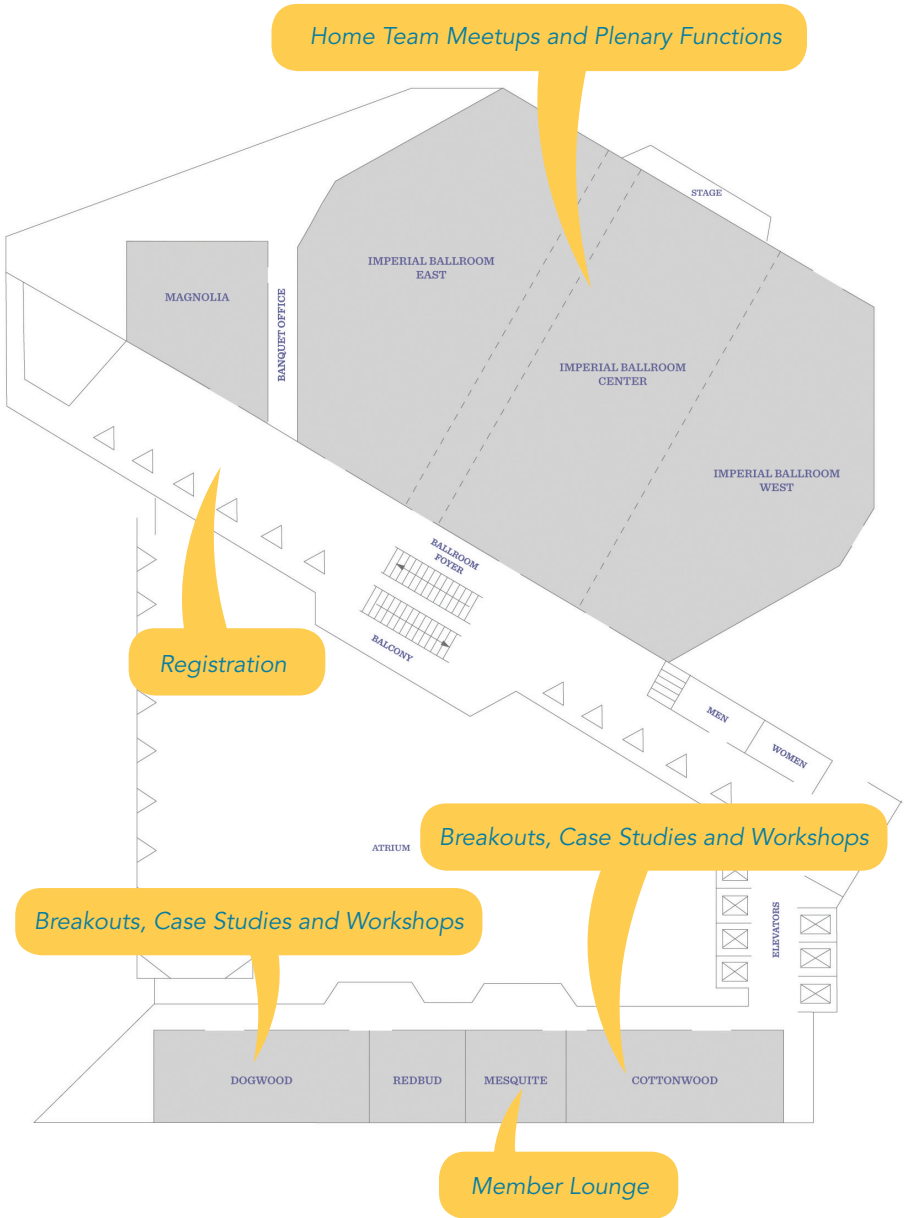 Home Team Meetups and Plenary Functions
STAGE
IMPERIAL BALLROOM
EAST
MAGNOLIA
BANQUET OFFICE
IMPERIAL BALLROOM
CENTER
IMPERIAL BALLROOM
WEST
BALLROOM
FOYER
BALCONY
Registration
MEN
WOMEN
Breakouts, Case Studies and Workshops
ATRIUM
Breakouts, Case Studies and Workshops
ELEVATORS
DOGWOOD
REDBUD
MESQUITE
COTTONWOOD
Member Lounge